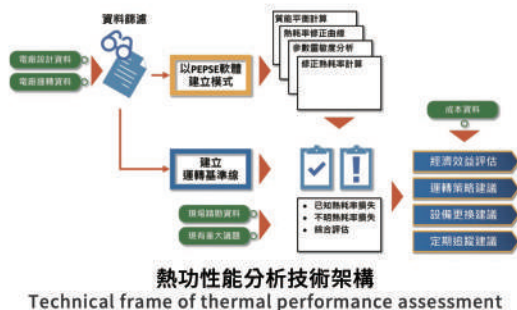 資料篩濾
電廠設計資料
電廠運轉資料
以PEPSE軟體
建立模式
質能平衡計算
熱耗率修正曲線
參數靈敏度分析
修正熱耗率計算
成本資料
建立
運轉基準線
現場踏勘資料
現有重大議題
• 已知熱耗率損失
• 不明熱耗率損失
• 綜合評估
經濟效益評估
運轉策略建議
設備更換建議
定期追蹤建議
熱功性能分析技術架構
Technical frame of thermal performance assessment